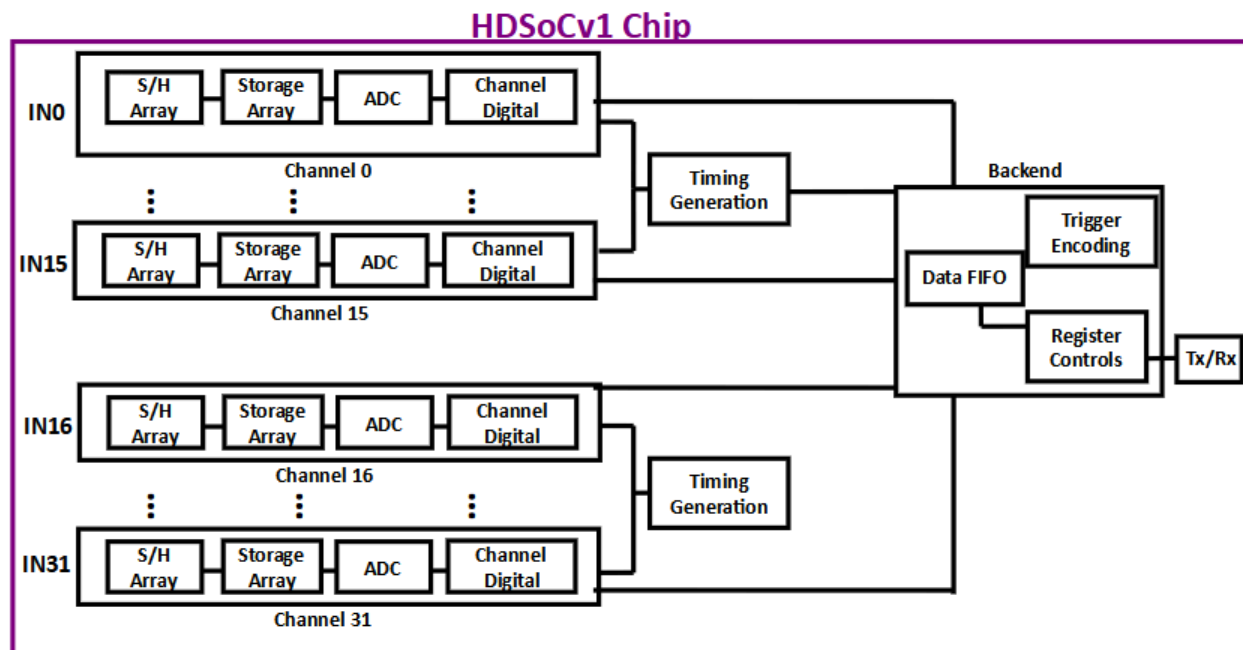 HDSoCv1 Chip
IN0
S/H
Array
Storage
Array
ADC
Channel
Digital
Channel 0
Timing
Generation
Backend
Trigger
Encoding
IN15
S/H
Array
Storage
Array
ADC
Channel
Digital
Channel 15
Data FIFO
Register
Controls
Tx/Rx
IN16
S/H
Array
Storage
Array
ADC
Channel
Digital
Channel 16
Timing
Generation
IN31
S/H
Array
Storage
Array
ADC
Channel
Digital
Channel 31